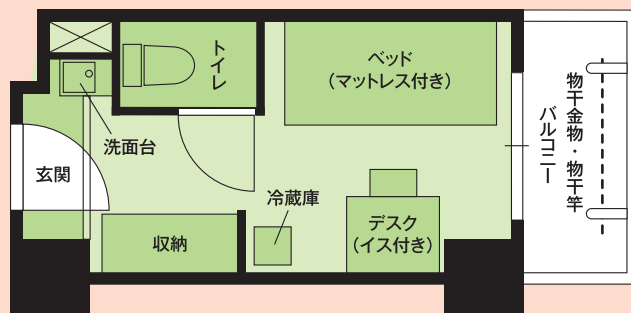 トイレ
ベッド
（マットレス付き）
物干金物・物干竿
バルコニー
洗面台
玄関
冷蔵庫
収納
デスク
（イス付き）